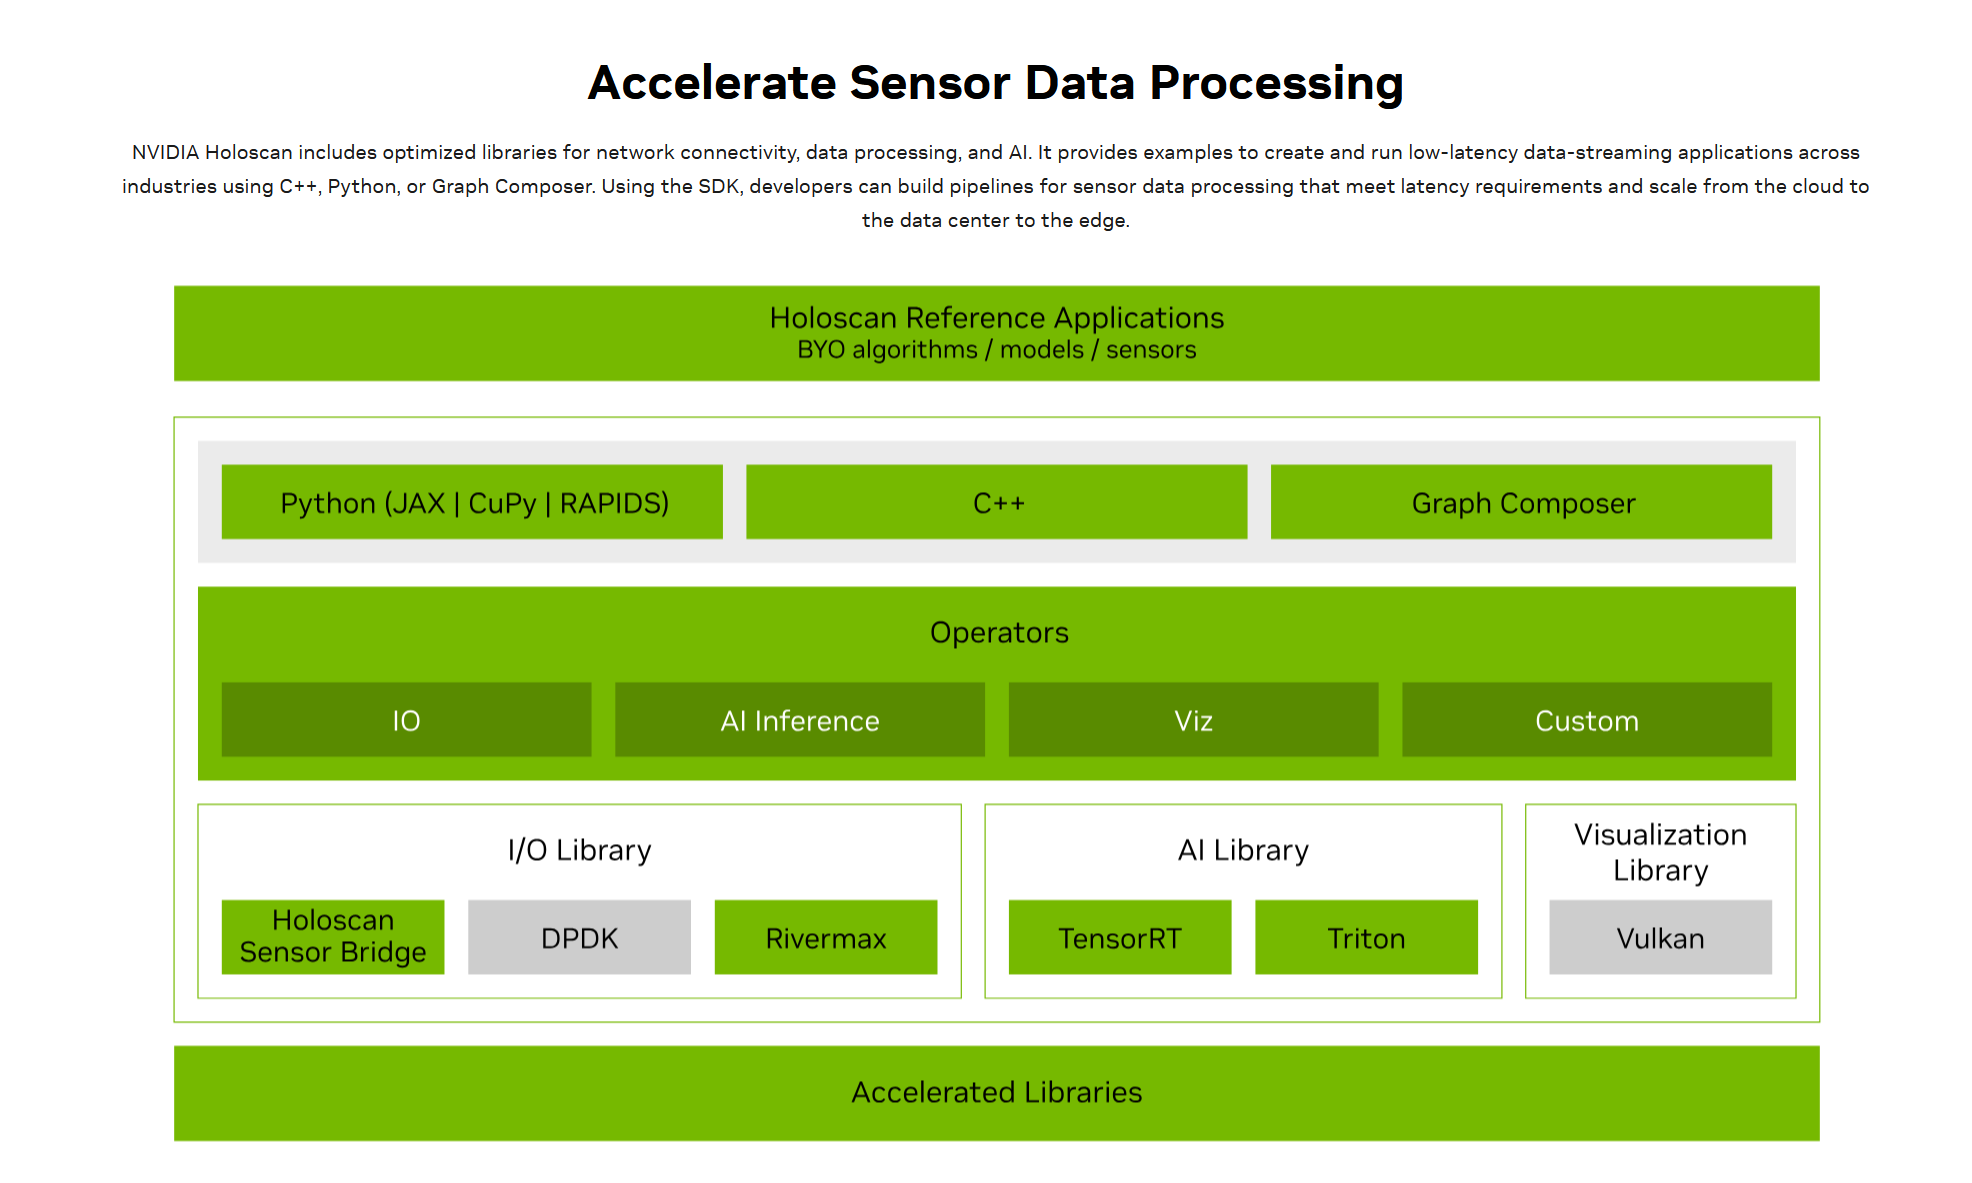 Accelerate Sensor Data Processing
NVIDIA Holoscan includes optimized libraries for network connectivity, data processing, and AI. It provides examples to create and run low-latency data-streaming applications across
industries using C++, Python, or Graph Composer. Using the SDK, developers can build pipelines for sensor data processing that meet latency requirements and scale from the cloud to
the data center to the edge.
Holoscan Reference Applications
BYO algorithms / models / sensors
Python (JAX | CuPy | RAPIDS)
C++
Graph Composer
Operators
IO
AI Inference
Viz
Custom
I/O Library
Holoscan
Sensor Bridge
DPDK
Rivermax
AI Library
TensorRT
Triton
Visualization
Library
Vulkan
Accelerated Libraries